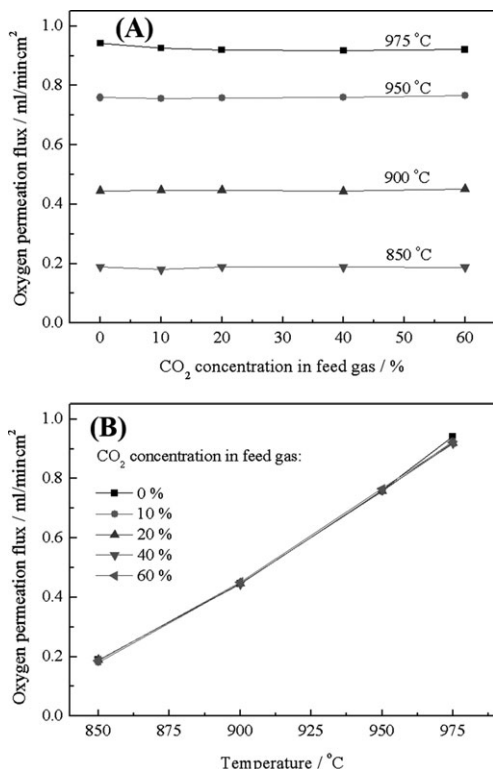 (A)
Oxygen permeation flux / ml/mincm²
1.0
0.8
0.6
0.4
0.2
0.0
975 °C
950 °C
900 °C
850 °C
0 10 20 30 40 50 60
CO₂ concentration in feed gas / %
(B)
Oxygen permeation flux / ml/mincm²
1.0
0.8
0.6
0.4
0.2
0.0
CO₂ concentration in feed gas:
0 %
10 %
20 %
40 %
60 %
850 875 900 925 950 975
Temperature / °C